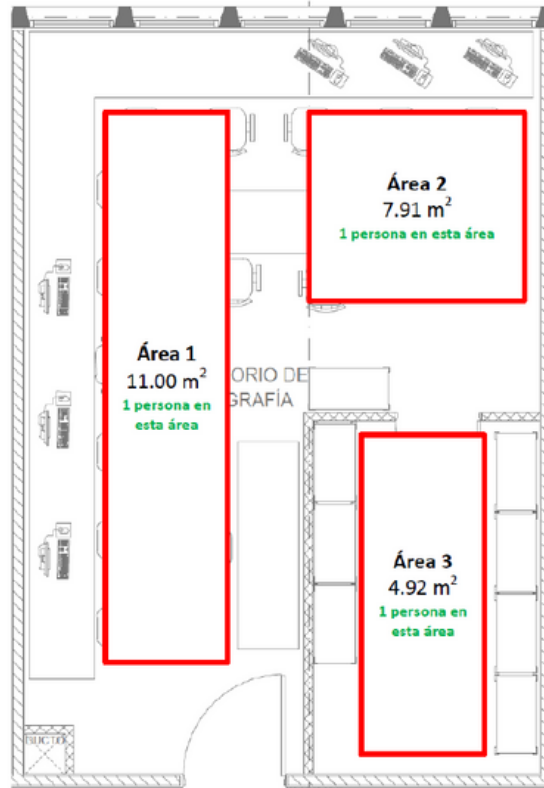 Área 2
7.91 m²
1 persona en esta área
Área 1
11.00 m²
1 persona en
esta área
ORIO DE
GRAFÍA
Área 3
4.92 m²
1 persona en
esta área
DUCTO